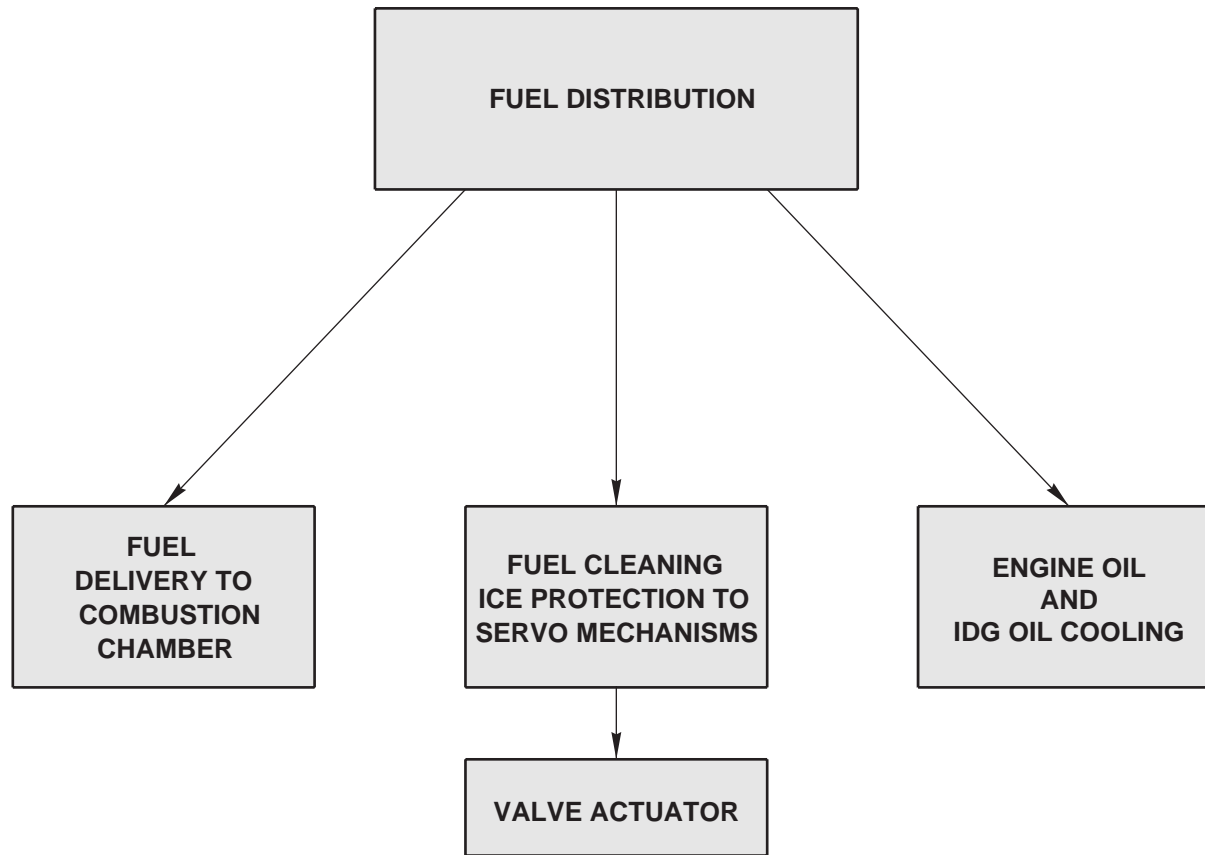 FUEL DISTRIBUTION
FUEL
DELIVERY TO
COMBUSTION
CHAMBER
FUEL CLEANING
ICE PROTECTION TO
SERVO MECHANISMS
ENGINE OIL
AND
IDG OIL COOLING
VALVE ACTUATOR